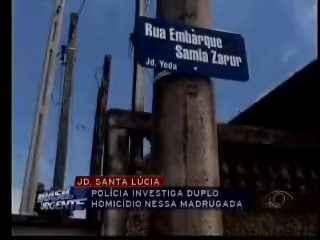 Rua Embarque
Samia Zarur
Jd. Yeda
JD. SANTA LÚCIA
POLÍCIA INVESTIGA DUPLO
HOMICÍDIO NESSA MADRUGADA
BRASIL
URGENTE